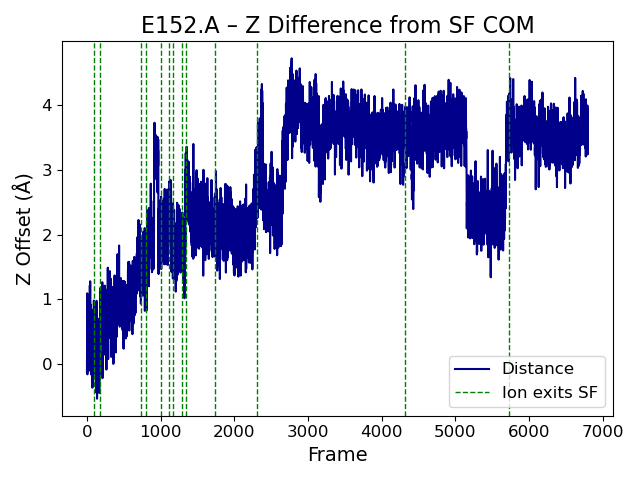 E152.A – Z Difference from SF COM
Z Offset (Å)
4
3
2
1
0
0 1000 2000 3000 4000 5000 6000 7000
Frame
Distance
Ion exits SF